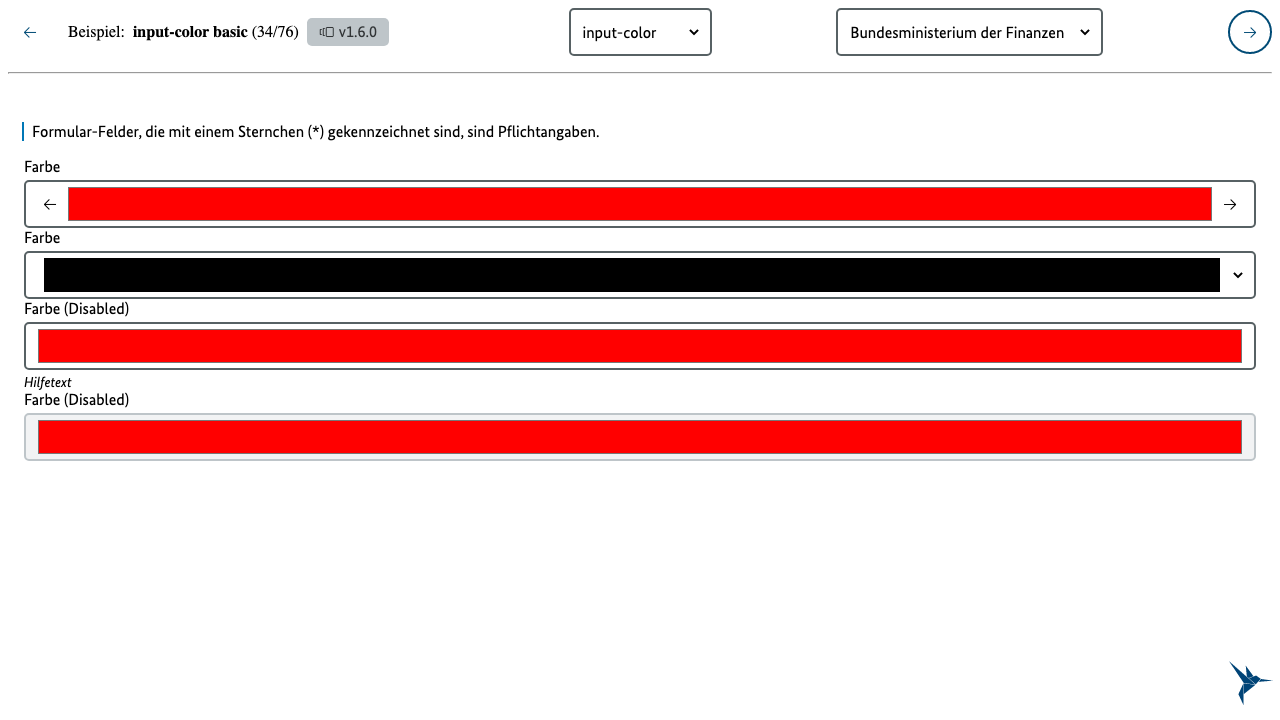 Beispiel: input-color basic (34/76) v1.6.0 input-color Bundesministerium der Finanzen
Formular-Felder, die mit einem Sternchen (*) gekennzeichnet sind, sind Pflichtangaben.
Farbe
Farbe
Farbe (Disabled)
Hilfetext
Farbe (Disabled)